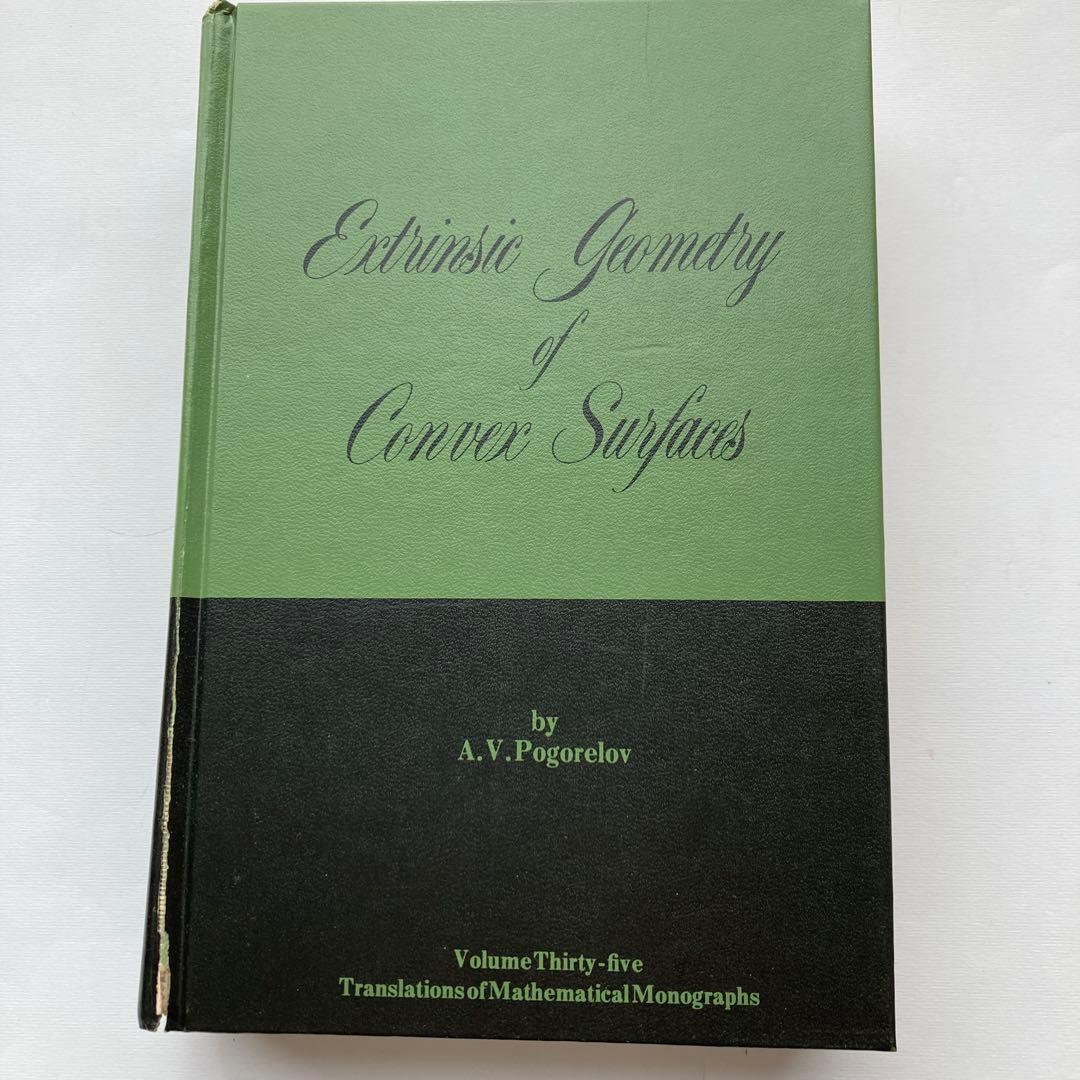 Extrinsic Geometry
of
Convex Surfaces
by
A.V.Pogorelov
Volume Thirty-five
Translations of Mathematical Monographs